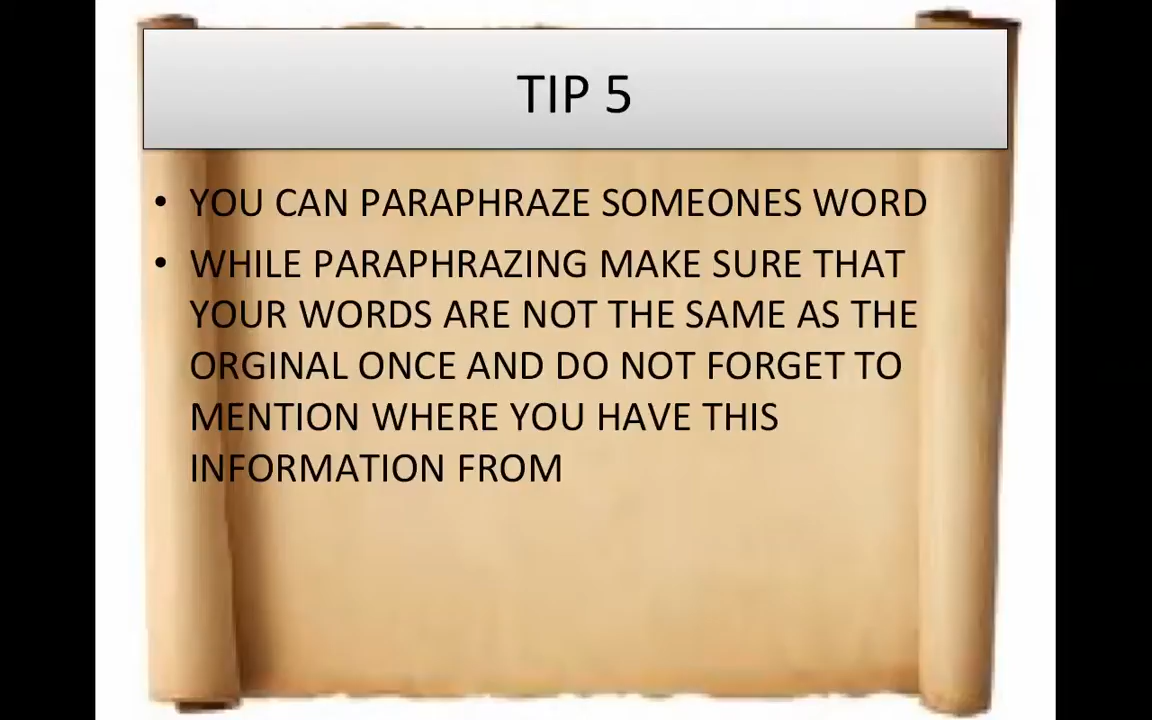 TIP 5
• YOU CAN PARAPHRAZE SOMEONES WORD
• WHILE PARAPHRAZING MAKE SURE THAT
YOUR WORDS ARE NOT THE SAME AS THE
ORGINAL ONCE AND DO NOT FORGET TO
MENTION WHERE YOU HAVE THIS
INFORMATION FROM